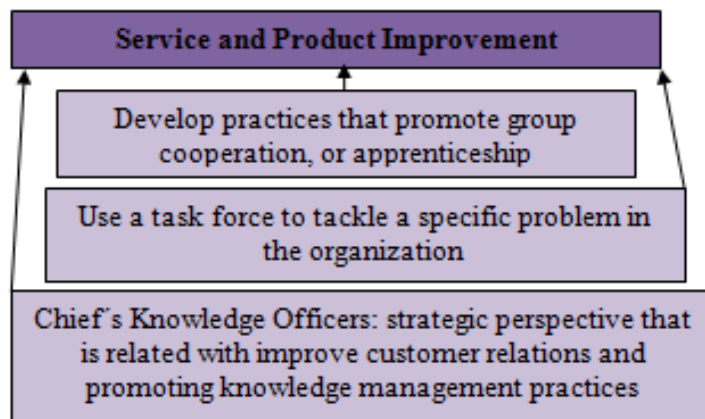 Service and Product Improvement
Develop practices that promote group
cooperation, or apprenticeship
Use a task force to tackle a specific problem in
the organization
Chief´s Knowledge Officers: strategic perspective that
is related with improve customer relations and
promoting knowledge management practices